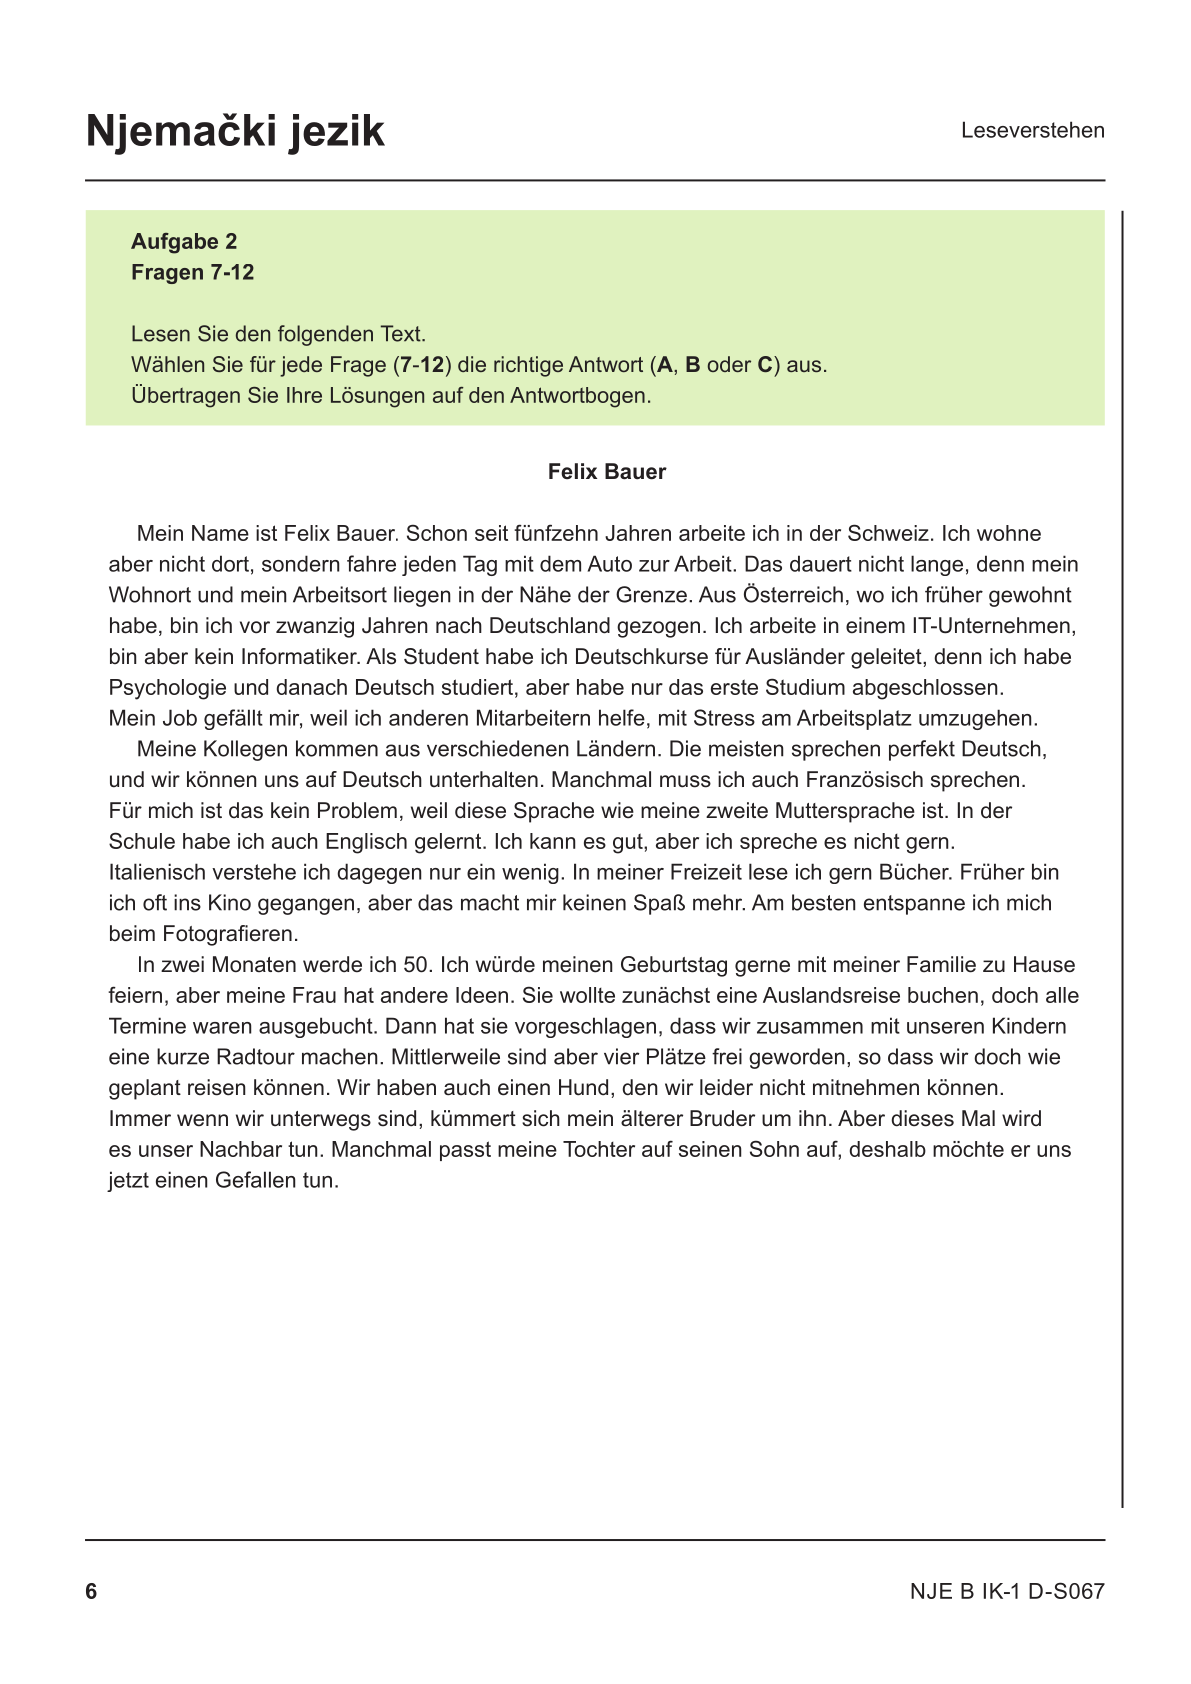 Njemački jezik
Leseverstehen
Aufgabe 2
Fragen 7-12
Lesen Sie den folgenden Text.
Wählen Sie für jede Frage (7-12) die richtige Antwort (A, B oder C) aus.
Übertragen Sie Ihre Lösungen auf den Antwortbogen.
Felix Bauer
Mein Name ist Felix Bauer. Schon seit fünfzehn Jahren arbeite ich in der Schweiz. Ich wohne
aber nicht dort, sondern fahre jeden Tag mit dem Auto zur Arbeit. Das dauert nicht lange, denn mein
Wohnort und mein Arbeitsort liegen in der Nähe der Grenze. Aus Österreich, wo ich früher gewohnt
habe, bin ich vor zwanzig Jahren nach Deutschland gezogen. Ich arbeite in einem IT-Unternehmen,
bin aber kein Informatiker. Als Student habe ich Deutschkurse für Ausländer geleitet, denn ich habe
Psychologie und danach Deutsch studiert, aber habe nur das erste Studium abgeschlossen.
Mein Job gefällt mir, weil ich anderen Mitarbeitern helfe, mit Stress am Arbeitsplatz umzugehen.
Meine Kollegen kommen aus verschiedenen Ländern. Die meisten sprechen perfekt Deutsch,
und wir können uns auf Deutsch unterhalten. Manchmal muss ich auch Französisch sprechen.
Für mich ist das kein Problem, weil diese Sprache wie meine zweite Muttersprache ist. In der
Schule habe ich auch Englisch gelernt. Ich kann es gut, aber ich spreche es nicht gern.
Italienisch verstehe ich dagegen nur ein wenig. In meiner Freizeit lese ich gern Bücher. Früher bin
ich oft ins Kino gegangen, aber das macht mir keinen Spaß mehr. Am besten entspanne ich mich
beim Fotografieren.
In zwei Monaten werde ich 50. Ich würde meinen Geburtstag gerne mit meiner Familie zu Hause
feiern, aber meine Frau hat andere Ideen. Sie wollte zunächst eine Auslandsreise buchen, doch alle
Termine waren ausgebucht. Dann hat sie vorgeschlagen, dass wir zusammen mit unseren Kindern
eine kurze Radtour machen. Mittlerweile sind aber vier Plätze frei geworden, so dass wir doch wie
geplant reisen können. Wir haben auch einen Hund, den wir leider nicht mitnehmen können.
Immer wenn wir unterwegs sind, kümmert sich mein älterer Bruder um ihn. Aber dieses Mal wird
es unser Nachbar tun. Manchmal passt meine Tochter auf seinen Sohn auf, deshalb möchte er uns
jetzt einen Gefallen tun.
6
NJE B IK-1 D-S067